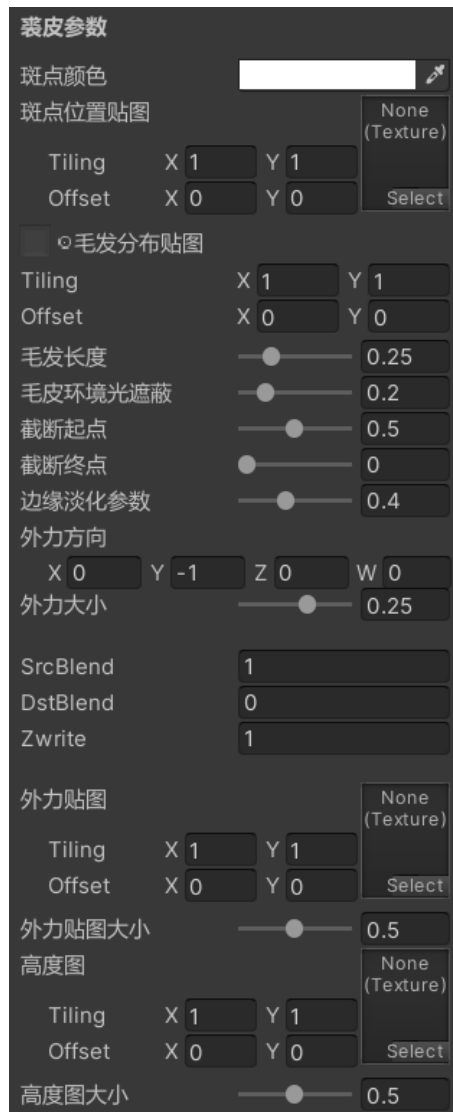 裘皮参数
斑点颜色
斑点位置贴图
None
(Texture)
Tiling X 1 Y 1
Offset X 0 Y 0
Select
毛发分布贴图
Tiling X 1 Y 1
Offset X 0 Y 0
毛发长度 0.25
毛皮环境光遮蔽 0.2
截断起点 0.5
截断终点 0
边缘淡化参数 0.4
外力方向
X 0 Y -1 Z 0 W 0
外力大小 0.25
SrcBlend 1
DstBlend 0
Zwrite 1
外力贴图
None
(Texture)
Tiling X 1 Y 1
Offset X 0 Y 0
Select
外力贴图大小 0.5
高度图
None
(Texture)
Tiling X 1 Y 1
Offset X 0 Y 0
Select
高度图大小 0.5